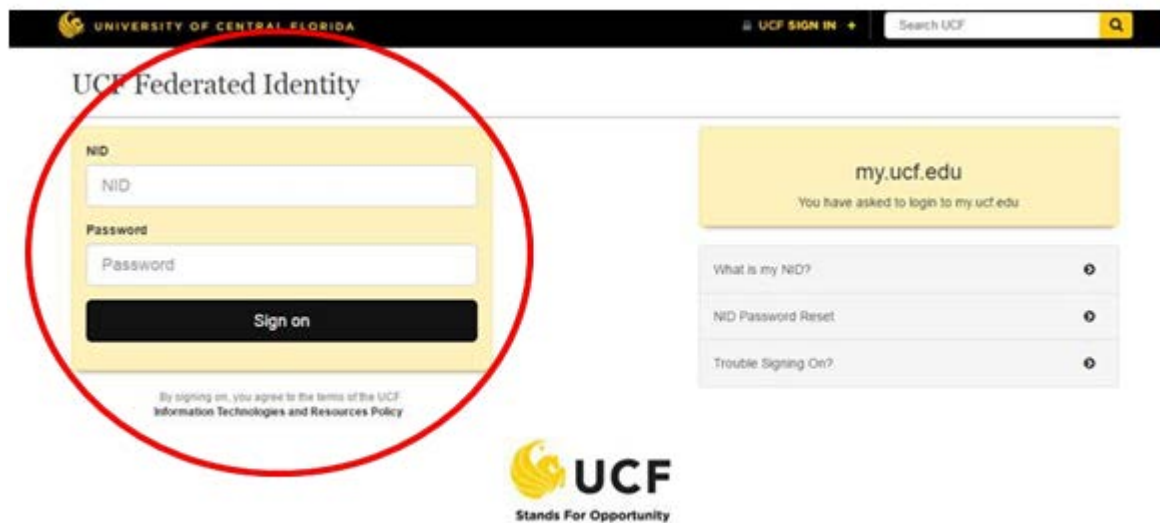 UNIVERSITY OF CENTRAL FLORIDA
UCF SIGN IN +
Search UCF
UCF Federated Identity
NID
NID
Password
Password
Sign on
By signing on, you agree to the terms of the UCF
Information Technologies and Resources Policy
my.ucf.edu
You have asked to login to my.ucf.edu
What is my NID?
NID Password Reset
Trouble Signing On?
UCF
Stands For Opportunity